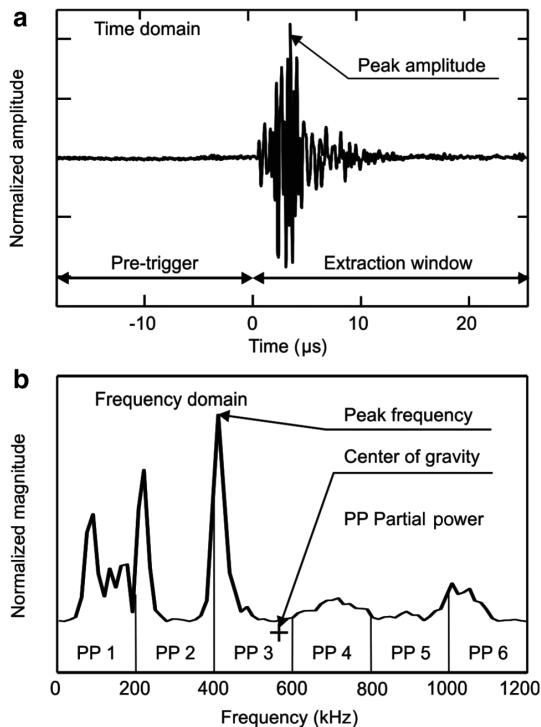 a
Time domain
Peak amplitude
Normalized amplitude
Pre-trigger
Extraction window
-10 0 10 20
Time (µs)
b
Frequency domain
Peak frequency
Center of gravity
PP Partial power
Normalized magnitude
PP 1 PP 2 PP 3 PP 4 PP 5 PP 6
0 200 400 600 800 1000 1200
Frequency (kHz)